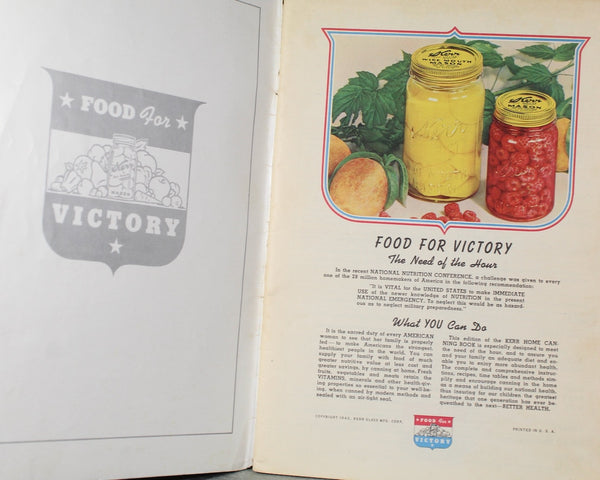 FOOD For
VICTORY
Kerr
WIDE MOUTH
MASON
Kerr
MASON
Kerr
FOOD FOR VICTORY
The Need of the Hour
In the recent NATIONAL NUTRITION CONFERENCE, a challenge was given to every
one of the 28 million homemakers of America in the following recommendation:
"It is VITAL for the UNITED STATES to make IMMEDIATE
USE of the newer knowledge of NUTRITION in the present
NATIONAL EMERGENCY. To neglect this would be as hazard-
ous as to neglect military preparedness."
What YOU Can Do
It is the sacred duty of every AMERICAN
woman to see that her family is properly
fed—to make Americans the strongest,
healthiest people in the world. You can
supply your family with food of much
greater nutritive value at less cost and
greater savings, by canning at home. Fresh
fruits, vegetables and meats retain the
VITAMINS, minerals and other health-giv-
ing properties so essential to your well-be-
ing, when canned by modern methods and
sealed with an air-tight seal.
This edition of the KERR HOME CAN-
NING BOOK is especially designed to meet
the need of the hour, and to assure you
and your family an adequate diet and en-
able you to enjoy more abundant health.
The complete and comprehensive instruc-
tions, recipes, time tables and methods sim-
plify and encourage canning in the home
as a means of building our national health,
thus insuring for our children the greatest
heritage that one generation has ever be-
queathed to the next—BETTER HEALTH.
COPYRIGHT 1942, KERR GLASS MFG. CORP.
FOOD For
VICTORY
PRINTED IN U. S. A.